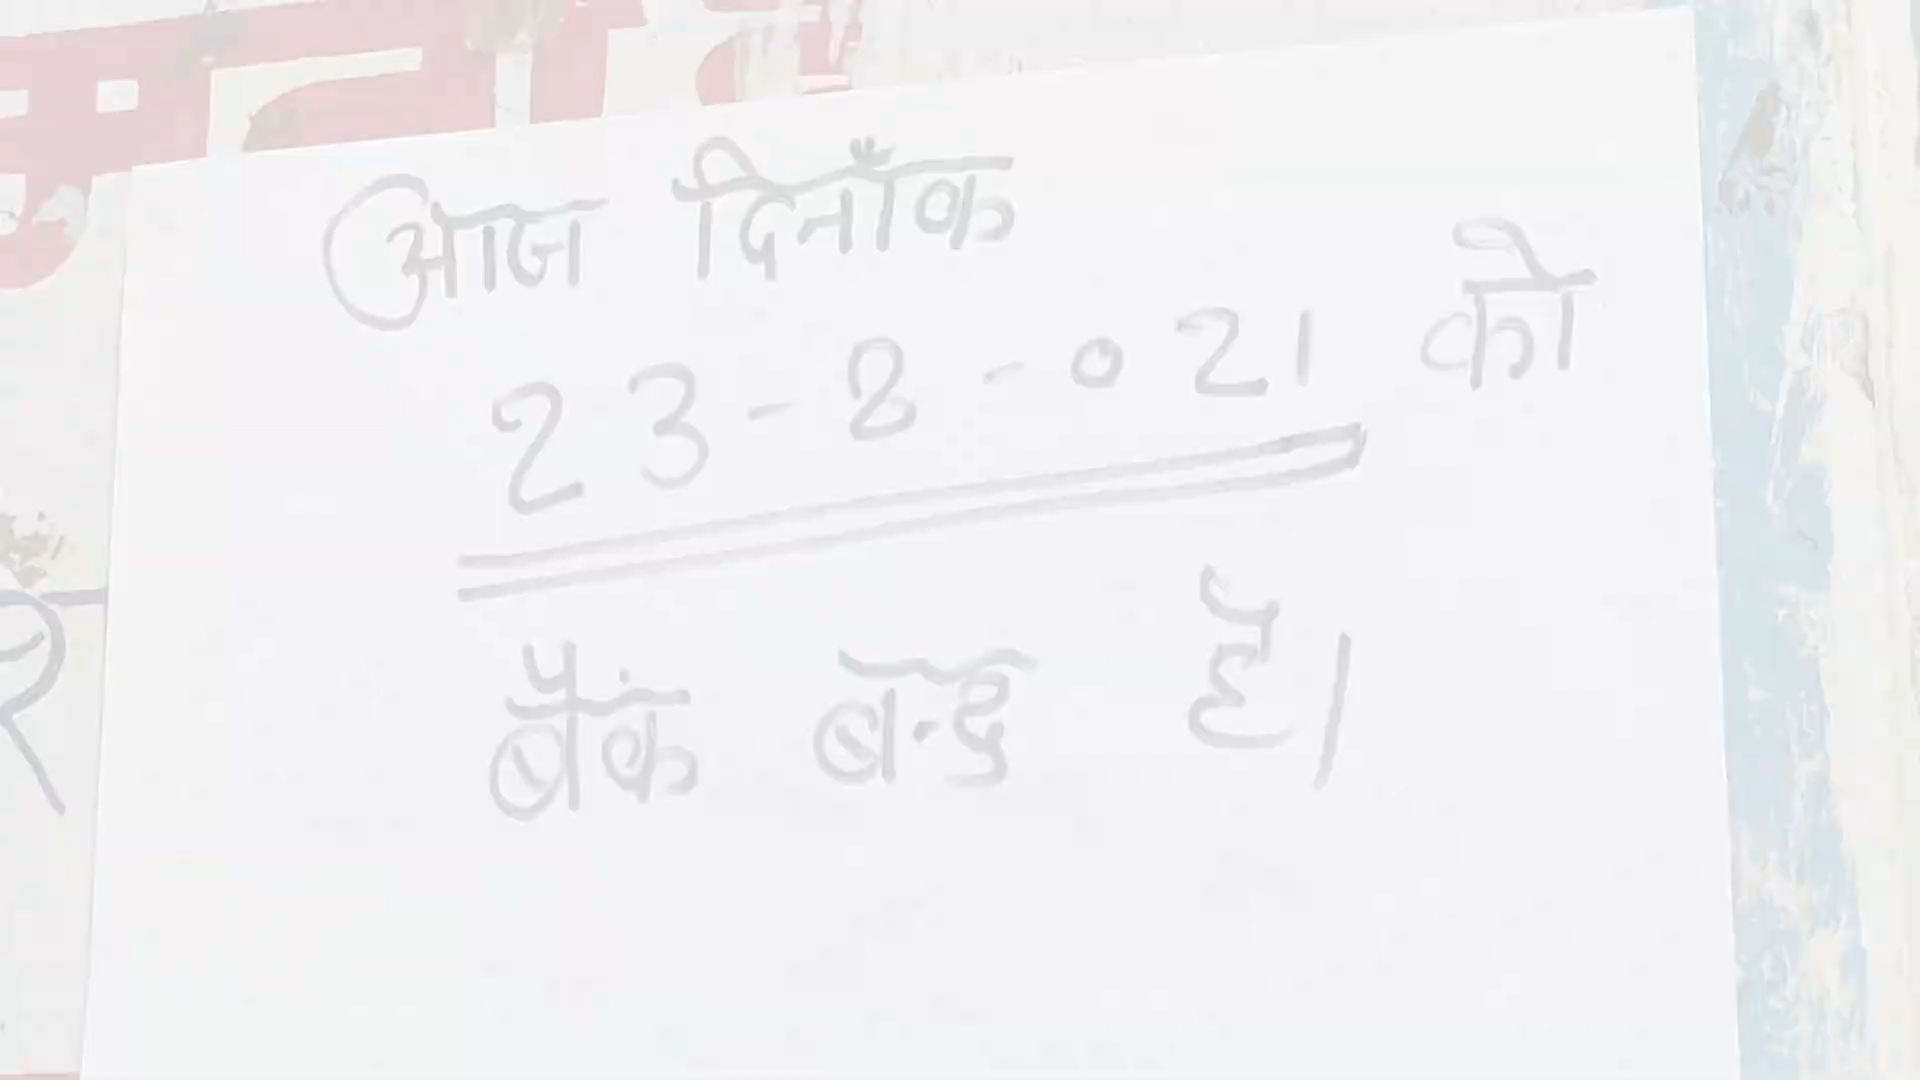 आज दिनाँक
23-8-021 को
बैंक बन्द है।